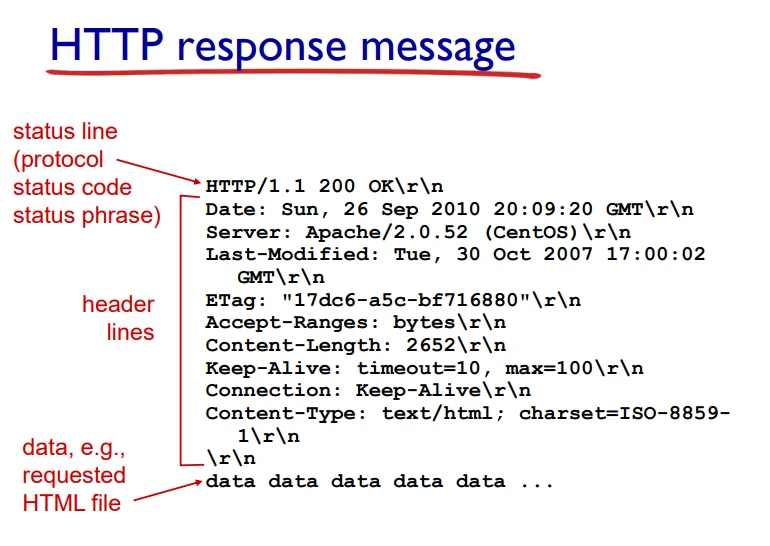 HTTP response message
status line
(protocol
status code
status phrase)
HTTP/1.1 200 OK\r\n
Date: Sun, 26 Sep 2010 20:09:20 GMT\r\n
Server: Apache/2.0.52 (CentOS)\r\n
Last-Modified: Tue, 30 Oct 2007 17:00:02
GMT\r\n
ETag: "17dc6-a5c-bf716880"\r\n
Accept-Ranges: bytes\r\n
Content-Length: 2652\r\n
Keep-Alive: timeout=10, max=100\r\n
Connection: Keep-Alive\r\n
Content-Type: text/html; charset=ISO-8859-
1\r\n
\r\n
data data data data data ...
header
lines
data, e.g.,
requested
HTML file